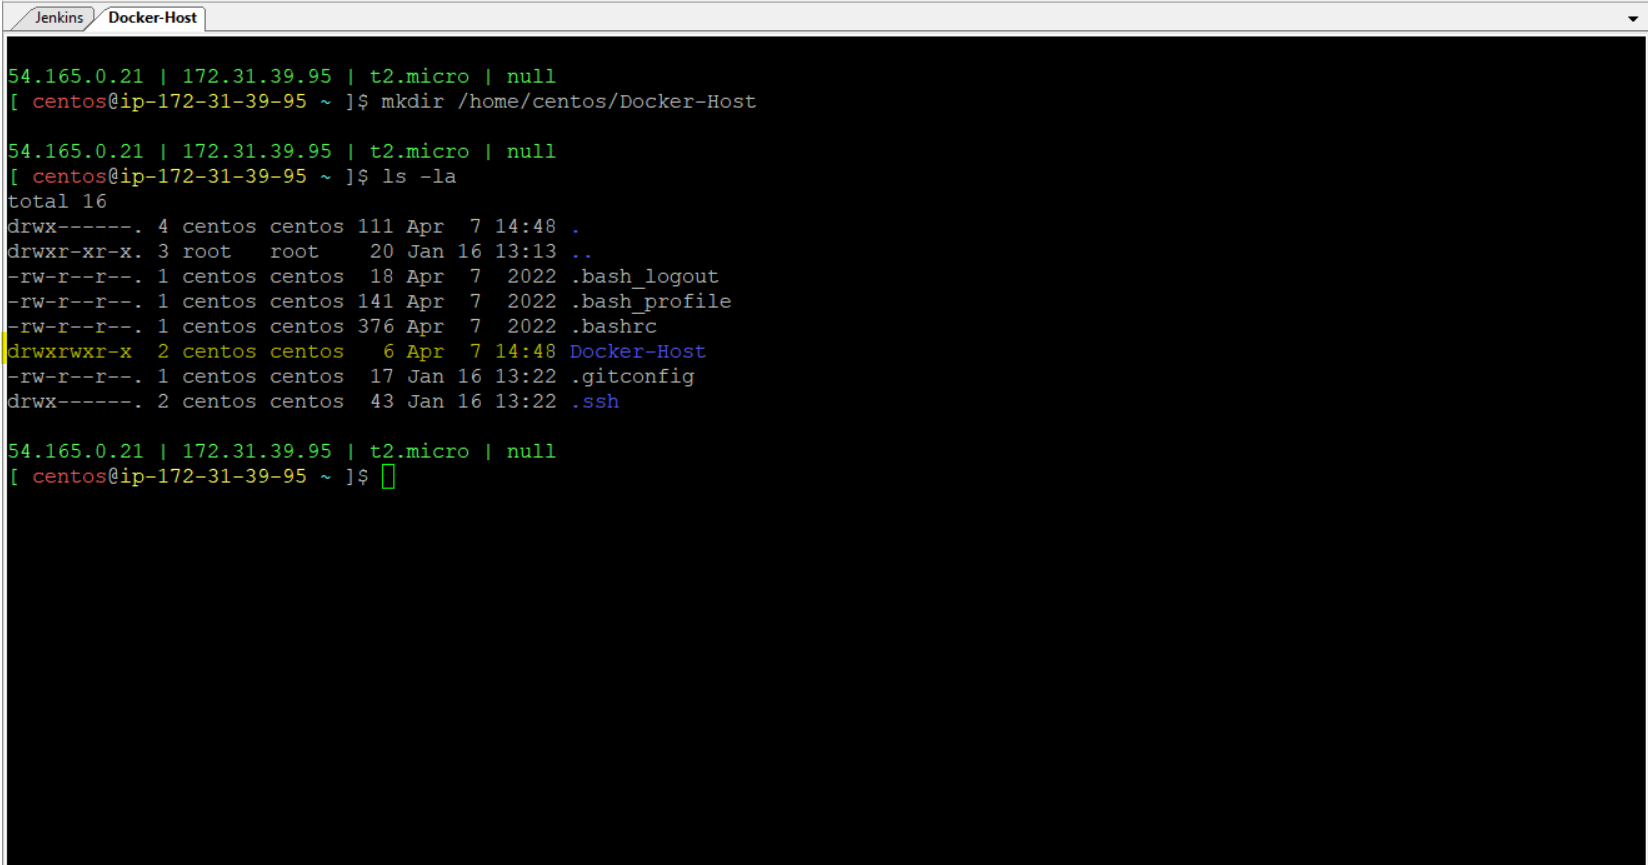 Jenkins
Docker-Host
54.165.0.21 | 172.31.39.95 | t2.micro | null
[ centos@ip-172-31-39-95 ~ ]$ mkdir /home/centos/Docker-Host
54.165.0.21 | 172.31.39.95 | t2.micro | null
[ centos@ip-172-31-39-95 ~ ]$ ls -la
total 16
drwx------. 4 centos centos 111 Apr  7 14:48 .
drwxr-xr-x. 3 root   root    20 Jan 16 13:13 ..
-rw-r--r--. 1 centos centos  18 Apr  7  2022 .bash_logout
-rw-r--r--. 1 centos centos 141 Apr  7  2022 .bash_profile
-rw-r--r--. 1 centos centos 376 Apr  7  2022 .bashrc
drwxrwxr-x  2 centos centos   6 Apr  7 14:48 Docker-Host
-rw-r--r--. 1 centos centos  17 Jan 16 13:22 .gitconfig
drwx------. 2 centos centos  43 Jan 16 13:22 .ssh
54.165.0.21 | 172.31.39.95 | t2.micro | null
[ centos@ip-172-31-39-95 ~ ]$